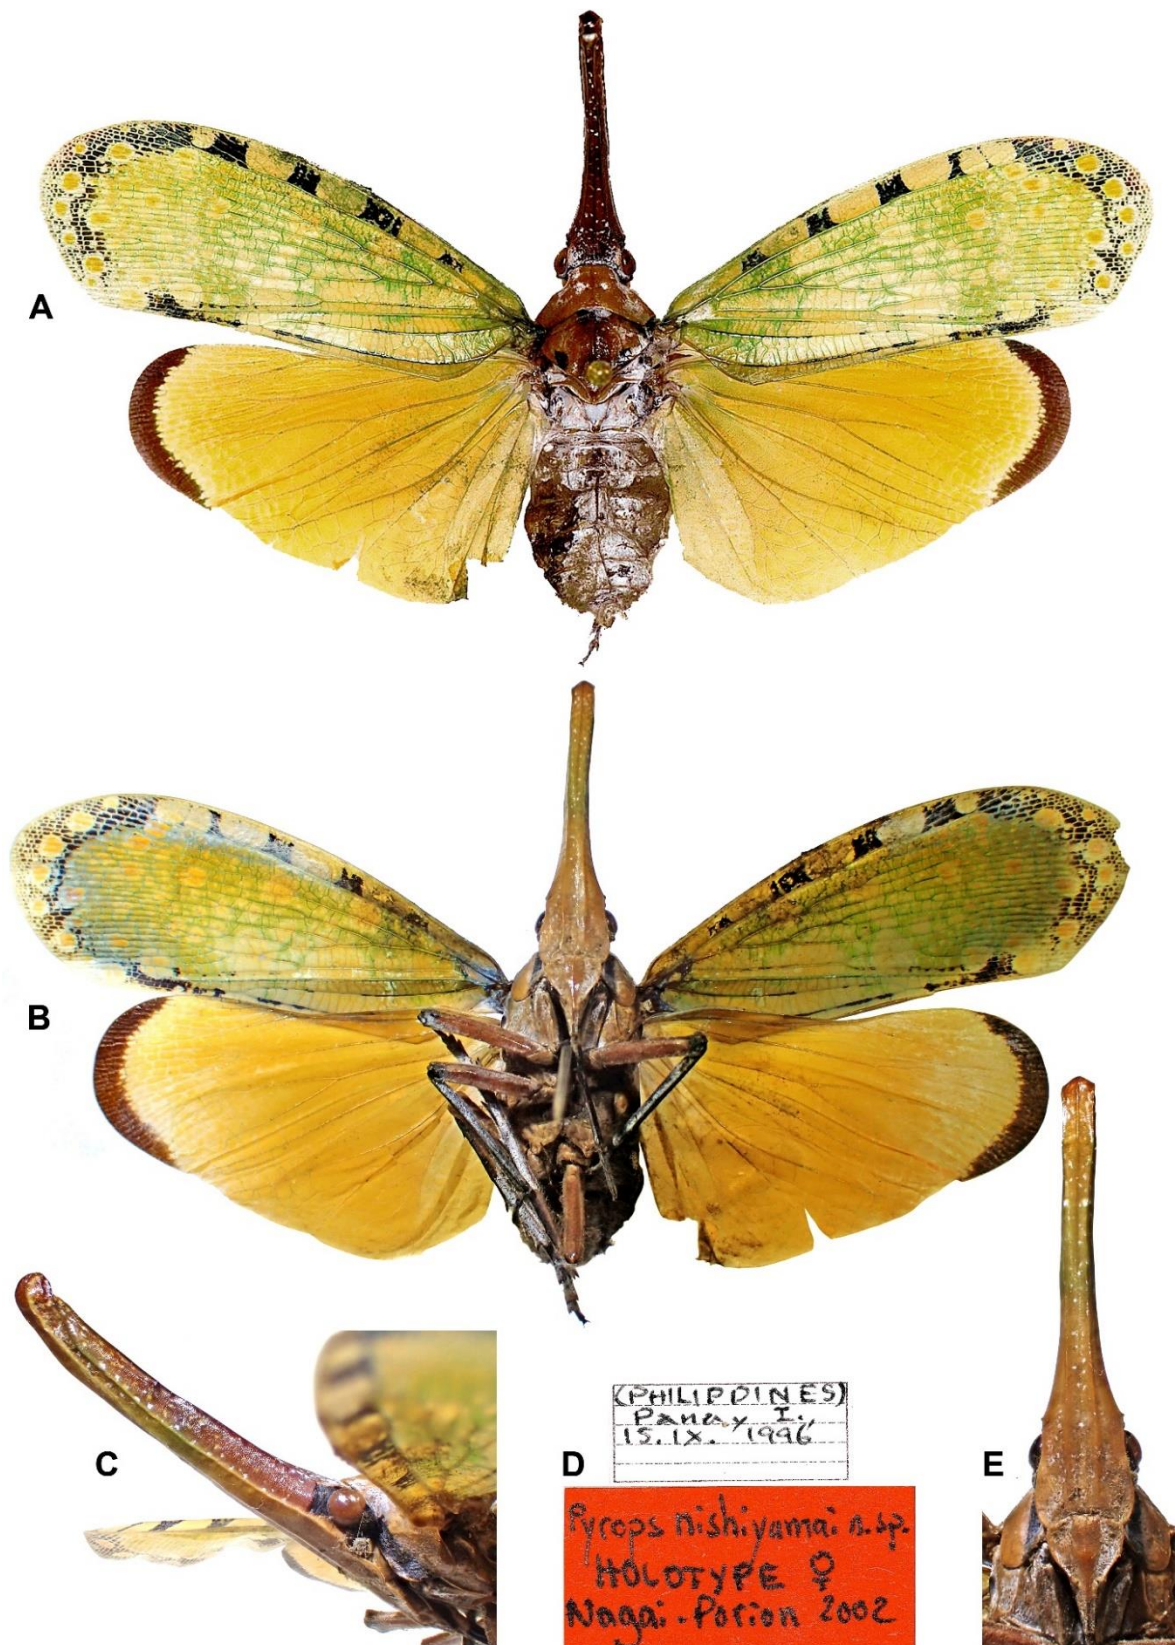 A
B
C
D
(PHILIPPINES)
Panay I.,
15.IX. 1996
Pyrops nishiyamai n.sp.
HOLOTYPE ♀
Nagai-Porion 2002
E